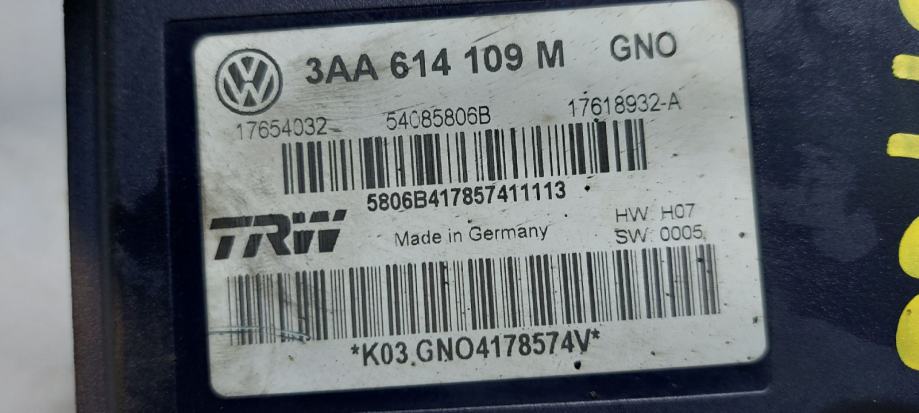 3AA 614 109 M GNO
17654032 54085806B 17618932-A
5806B417857411113
TRW Made in Germany HW: H07
SW: 0005
*K03 GNO4178574V*